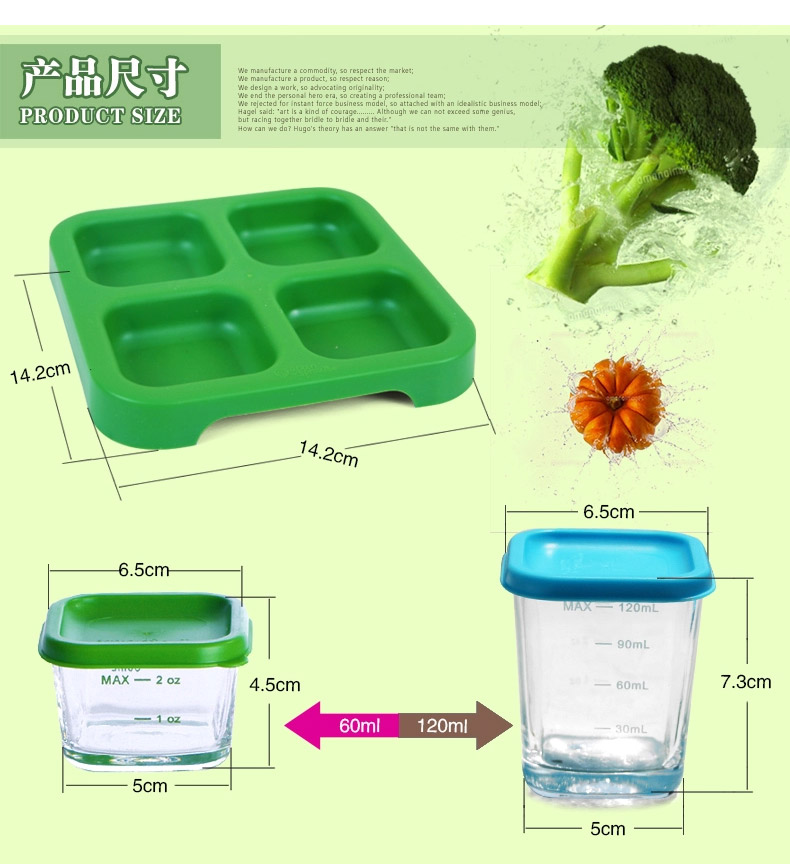 产品尺寸
PRODUCT SIZE
We manufacture a commodity, so respect the market;
We manufacture a product, so respect reason;
We design a work, so advocating originality;
We end the personal hero era, so creating a professional team;
We rejected for instant force business model, so attached with an idealistic business model;
Hagel said: "art is a kind of courage......... Although we can not exceed some genius,
but racing together bridle to bridle and their."
How can we do? Hugo's theory has an answer "that is not the same with them."
14.2cm
14.2cm
6.5cm
6.5cm
MAX — 120mL
— 90mL
— 60mL
— 30mL
7.3cm
MAX — 2 oz
— 1 oz
4.5cm
60ml
120ml
5cm
5cm